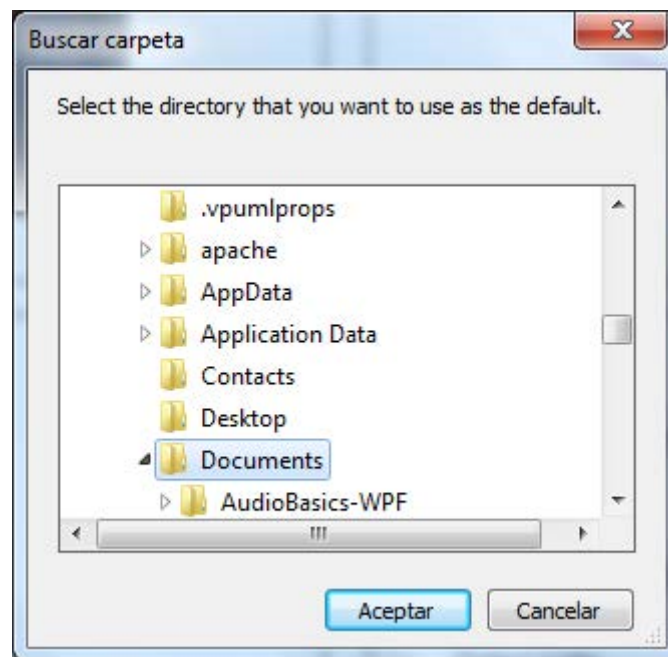 Buscar carpeta
Select the directory that you want to use as the default.
.vpumlprops
apache
AppData
Application Data
Contacts
Desktop
Documents
AudioBasics-WPF
Aceptar
Cancelar